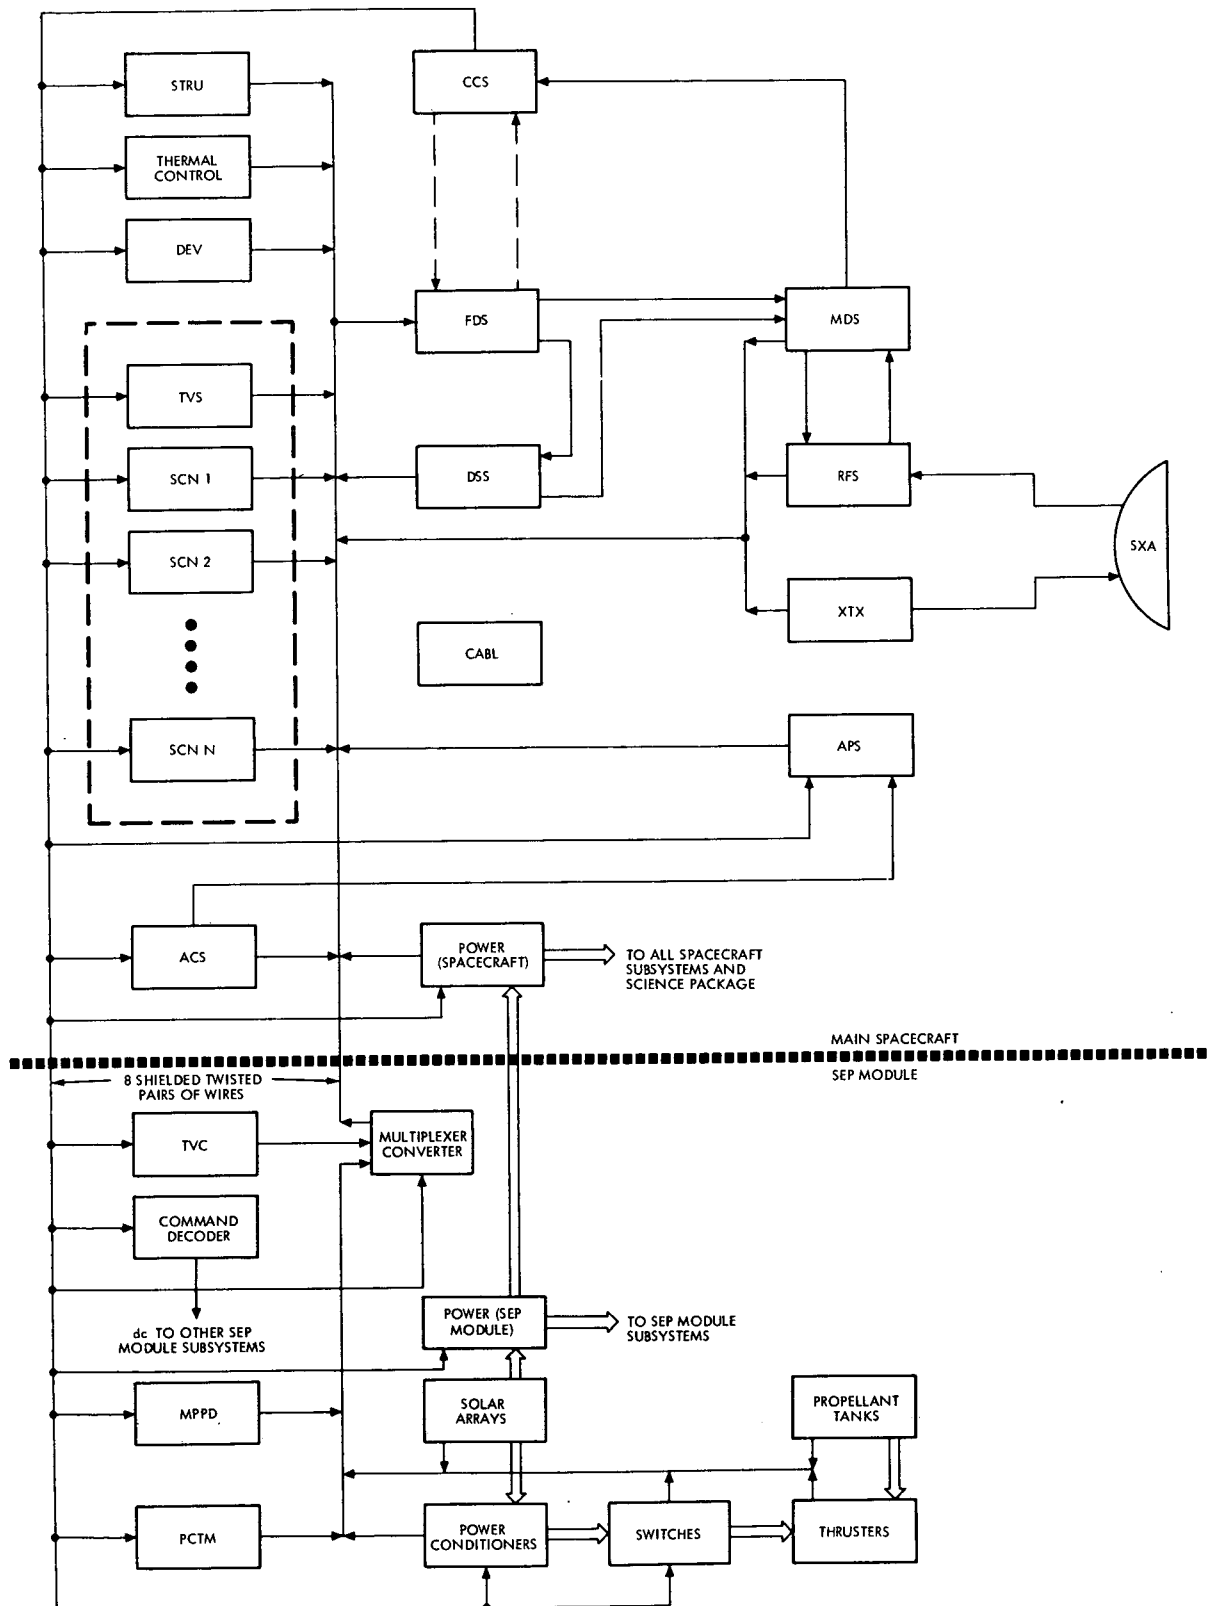 CCS
STRU
THERMAL
CONTROL
DEV
FDS
MDS
TVS
SCN 1
DSS
RFS
SCN 2
SXA
XTX
CABL
SCN N
APS
ACS
POWER
(SPACECRAFT)
TO ALL SPACECRAFT
SUBSYSTEMS AND
SCIENCE PACKAGE
MAIN SPACECRAFT
SEP MODULE
8 SHIELDED TWISTED
PAIRS OF WIRES
TVC
MULTIPLEXER
CONVERTER
COMMAND
DECODER
dc TO OTHER SEP
MODULE SUBSYSTEMS
POWER (SEP
MODULE)
TO SEP MODULE
SUBSYSTEMS
MPPD
SOLAR
ARRAYS
PROPELLANT
TANKS
PCTM
POWER
CONDITIONERS
SWITCHES
THRUSTERS